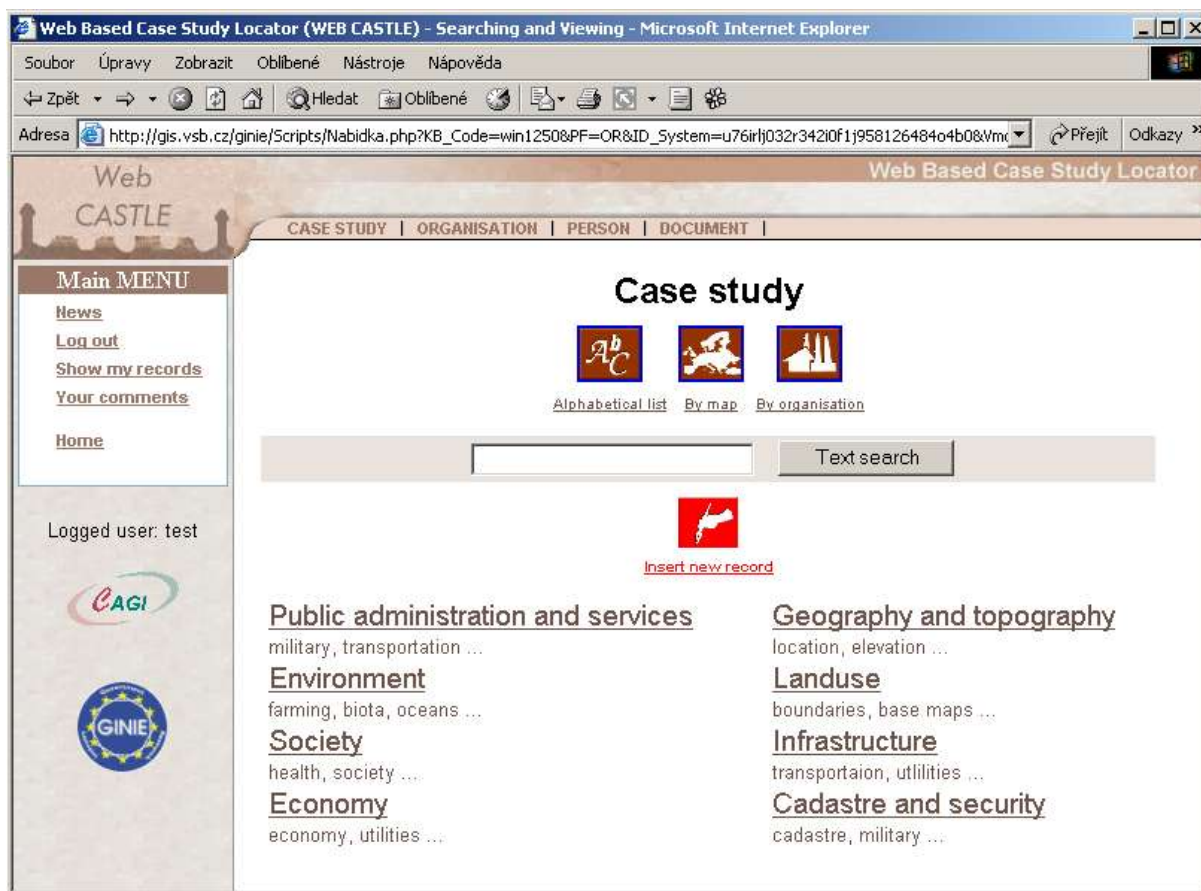 Web Based Case Study Locator (WEB CASTLE) - Searching and Viewing - Microsoft Internet Explorer
Soubor Úpravy Zobrazit Oblíbené Nástroje Nápověda
Zpět Hledat Oblíbené
Adresa http://gis.vsb.cz/ginie/Scripts/Nabidka.php?KB_Code=win1250&PF=OR&ID_System= Přejít Odkazy
Web CASTLE
Web Based Case Study Locator
CASE STUDY | ORGANISATION | PERSON | DOCUMENT |
Main MENU
News
Log out
Show my records
Your comments
Home
Logged user: test
CAGI
GINIE
Case study
AbC
Alphabetical list By map By organisation
Text search
Insert new record
Public administration and services
military, transportation ...
Environment
farming, biota, oceans ...
Society
health, society ...
Economy
economy, utilities ...
Geography and topography
location, elevation ...
Landuse
boundaries, base maps ...
Infrastructure
transportaion, utlilities ...
Cadastre and security
cadastre, military ...